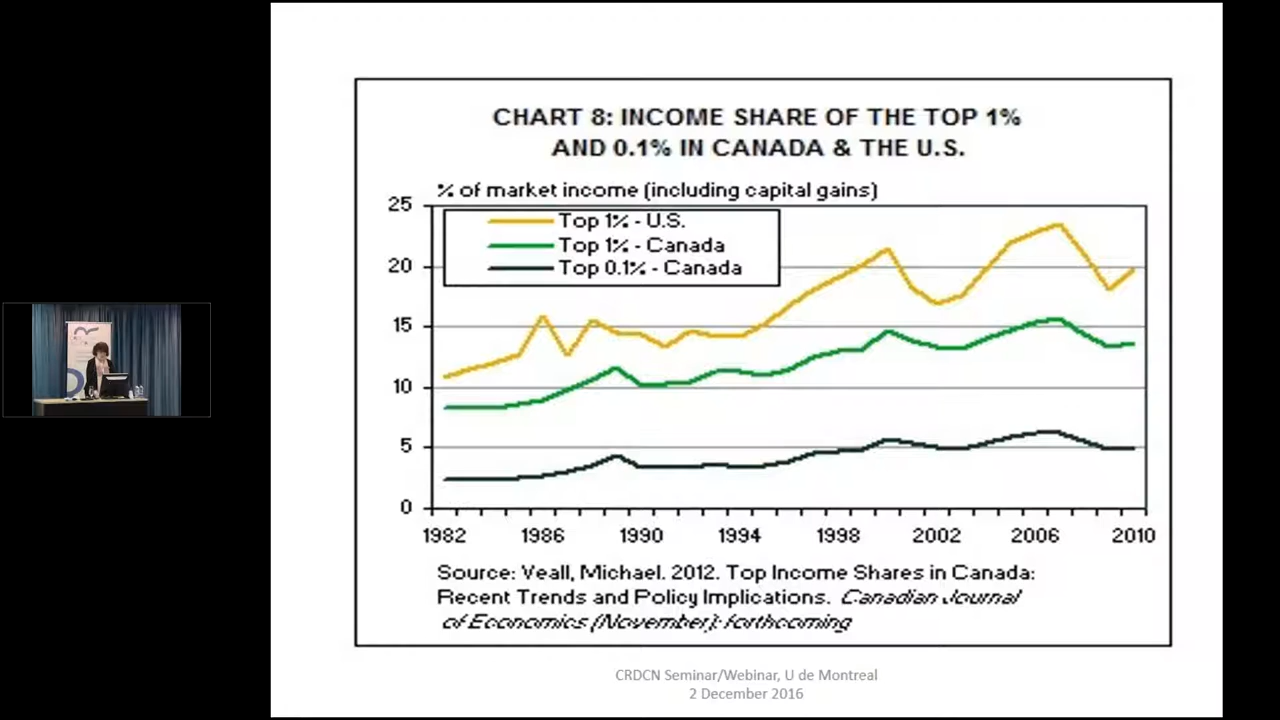 CHART 8: INCOME SHARE OF THE TOP 1%
AND 0.1% IN CANADA & THE U.S.
% of market income (including capital gains)
25
20
15
10
5
0
Top 1% - U.S.
Top 1% - Canada
Top 0.1% - Canada
1982 1986 1990 1994 1998 2002 2006 2010
Source: Veall, Michael. 2012. Top Income Shares in Canada:
Recent Trends and Policy Implications. Canadian Journal
of Economics (November): forthcoming
CRDCN Seminar/Webinar, U de Montreal
2 December 2016